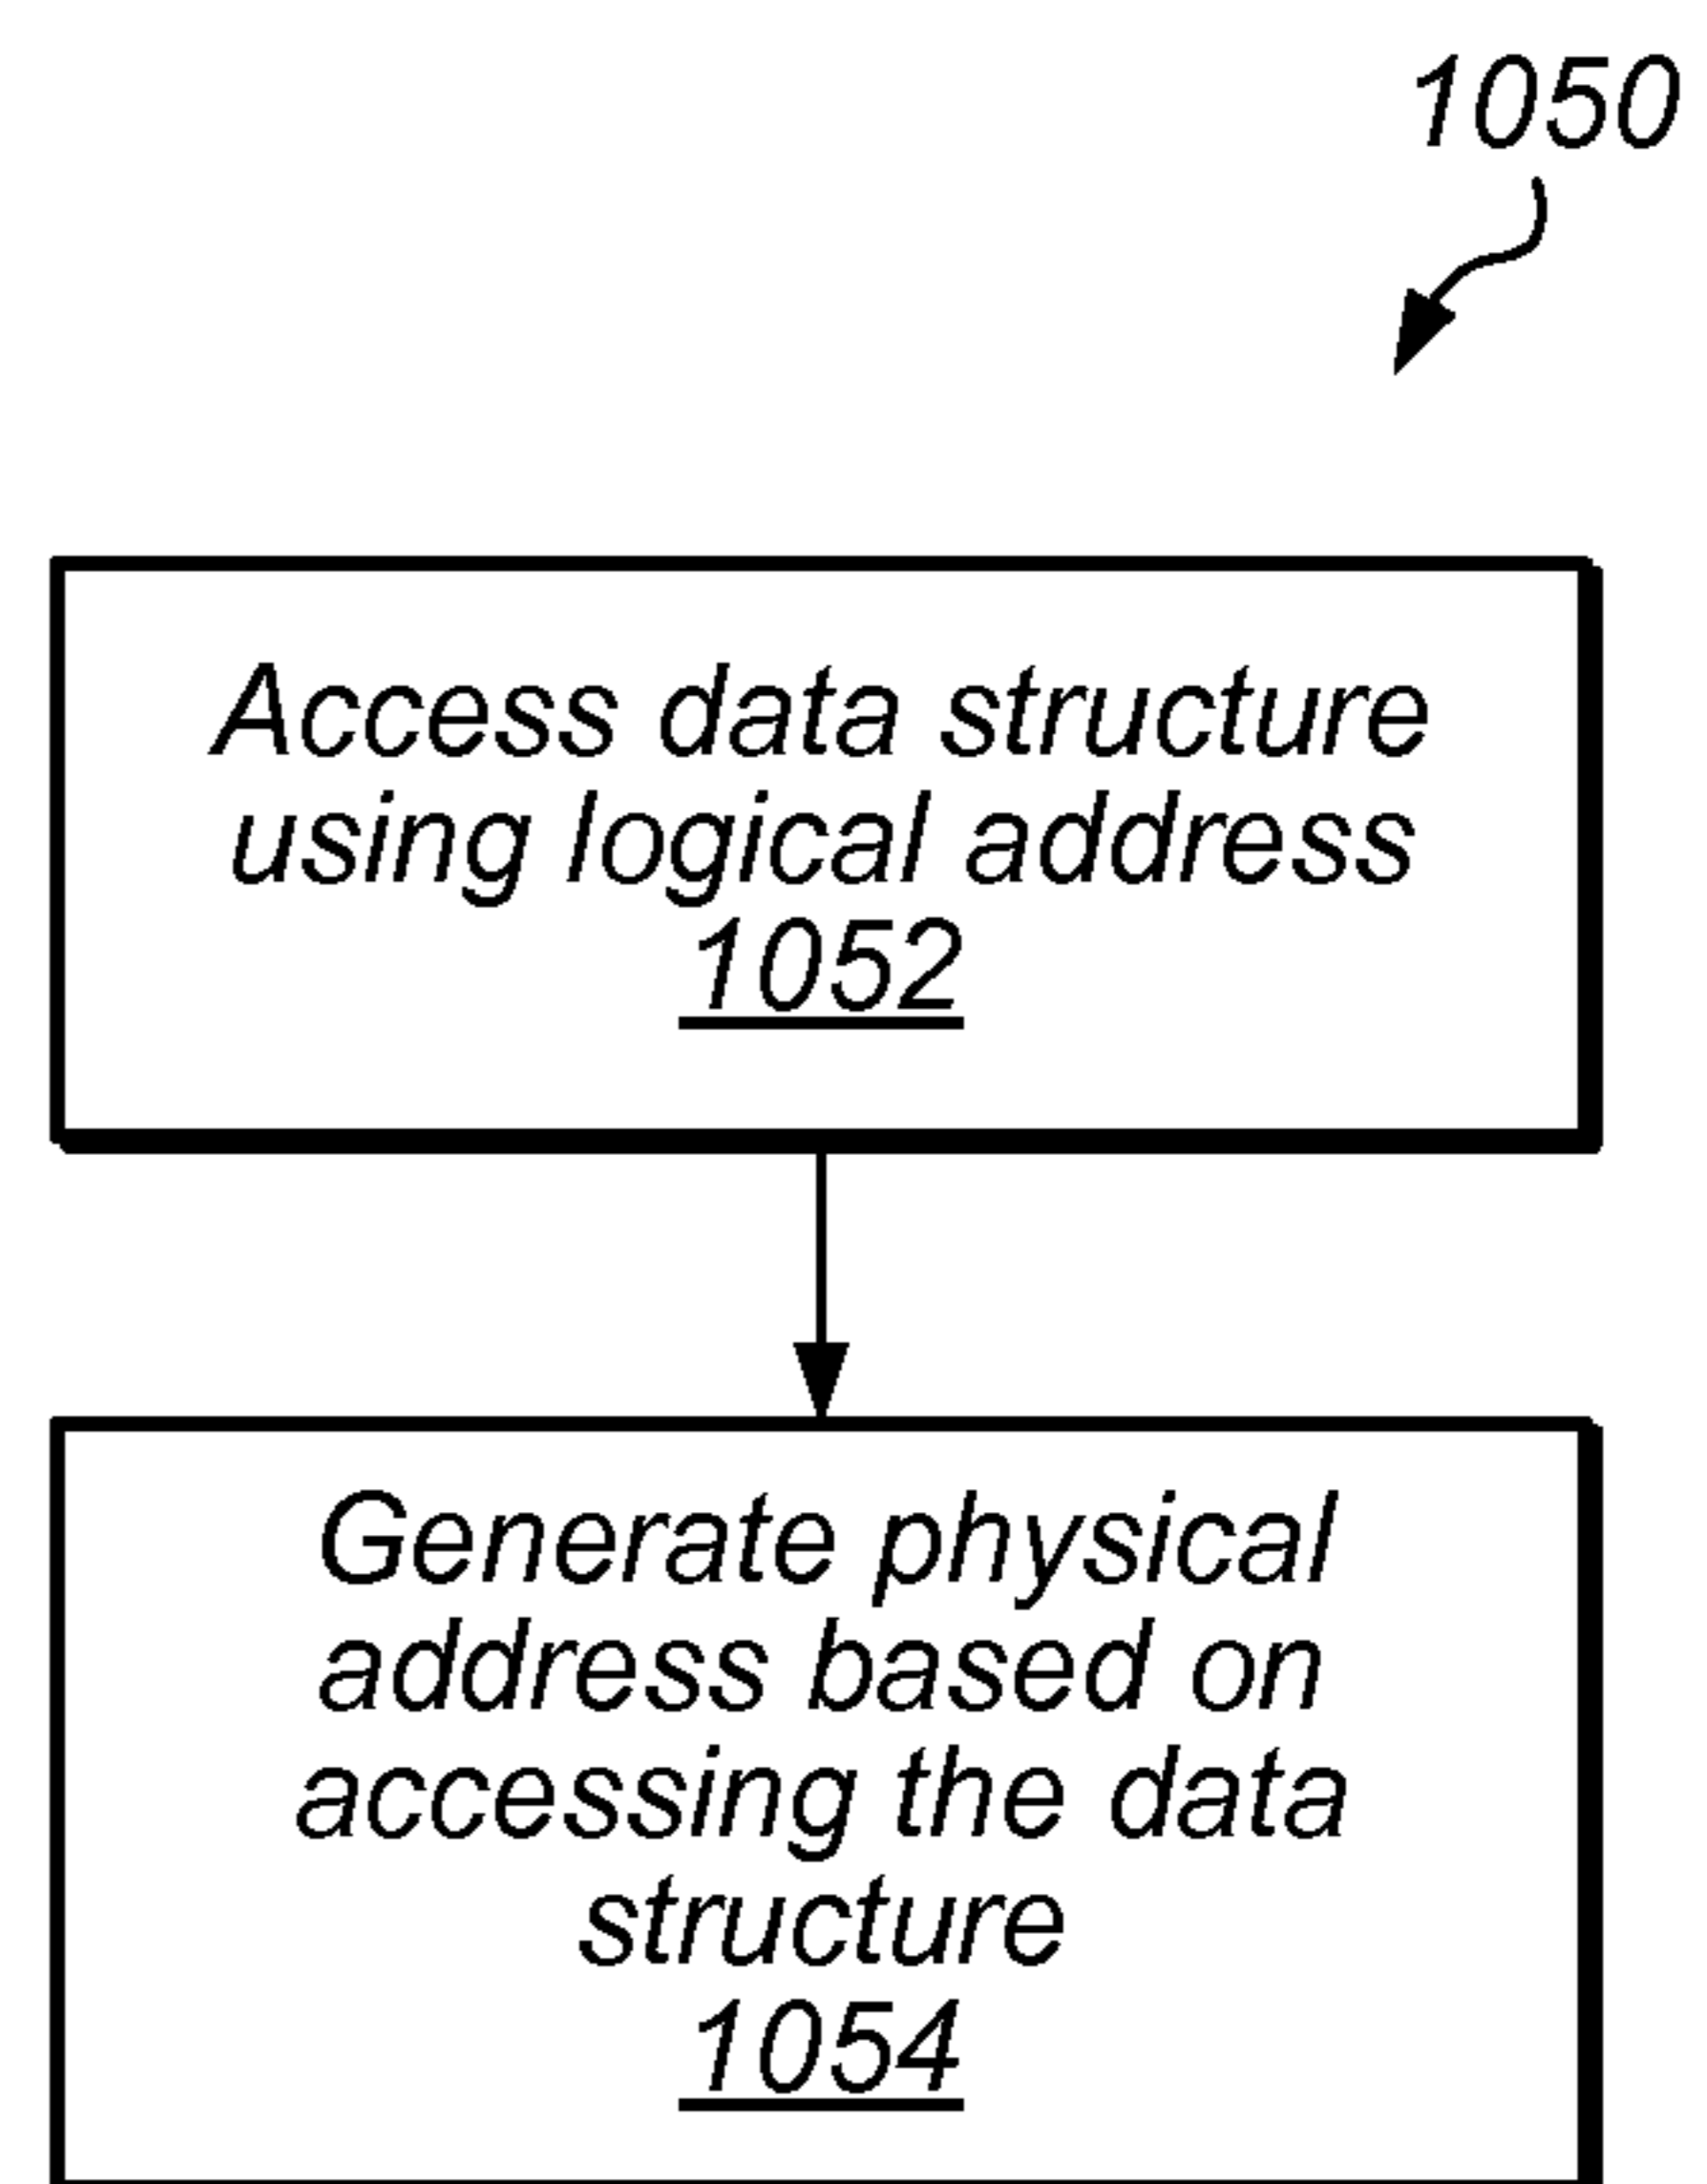 1050
Access data structure
using logical address
1052
Generate physical
address based on
accessing the data
structure
1054